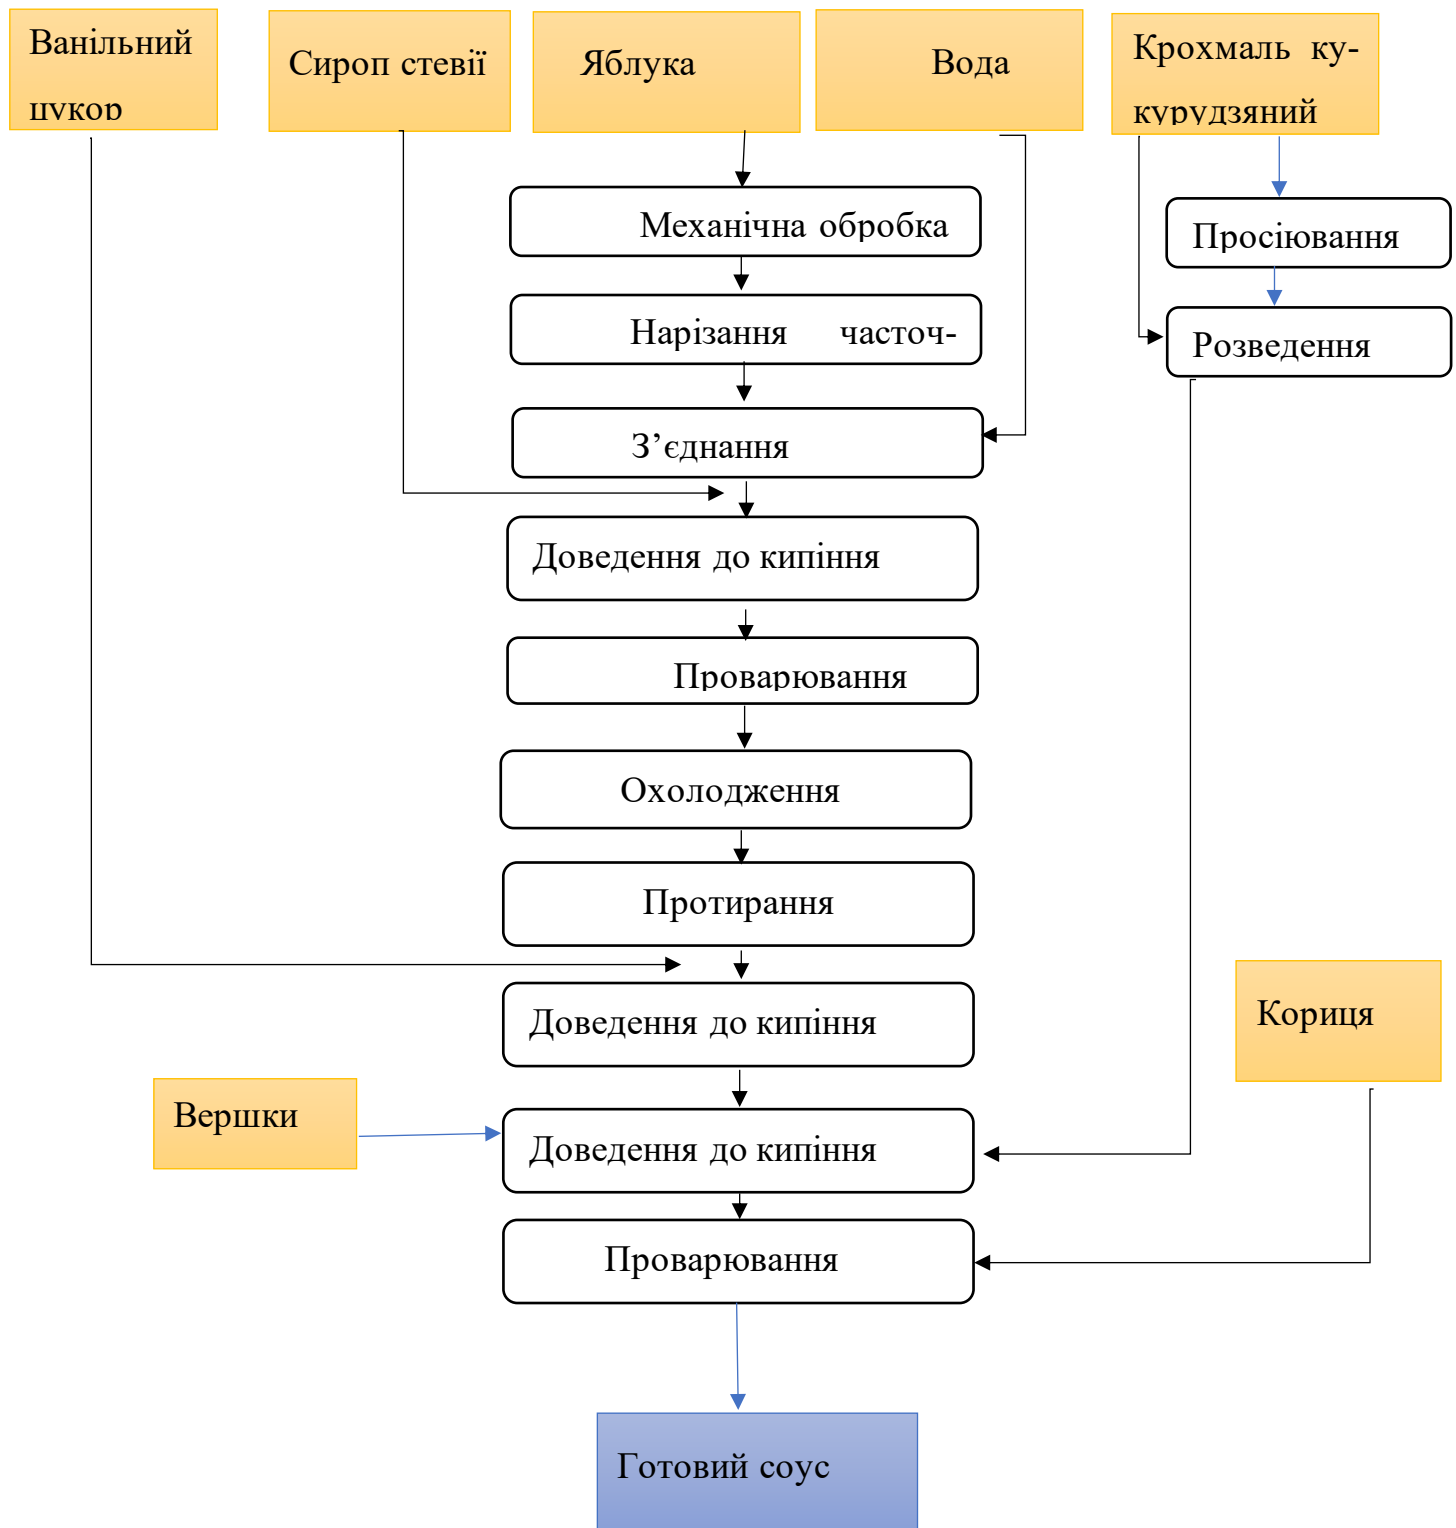 Ванільний
цукор
Сироп стевії
Яблука
Вода
Крохмаль ку-
курудзяний
Механічна обробка
Просіювання
Нарізання часточ-
Розведення
З’єднання
Доведення до кипіння
Проварювання
Охолодження
Протирання
Доведення до кипіння
Кориця
Вершки
Доведення до кипіння
Проварювання
Готовий соус